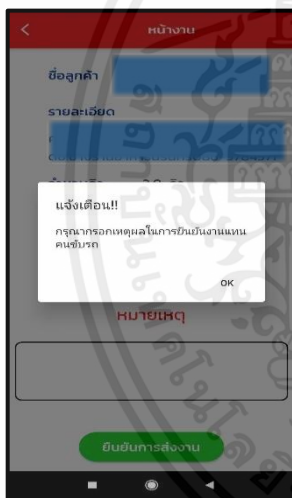 หน้างาน
ชื่อลูกค้า
รายละเอียด
แจ้งเตือน!!
กรุณากรอกเหตุผลในการยืนยันงานแทน
คนขับรถ
OK
หมายเหตุ
ยืนยันการส่งงาน